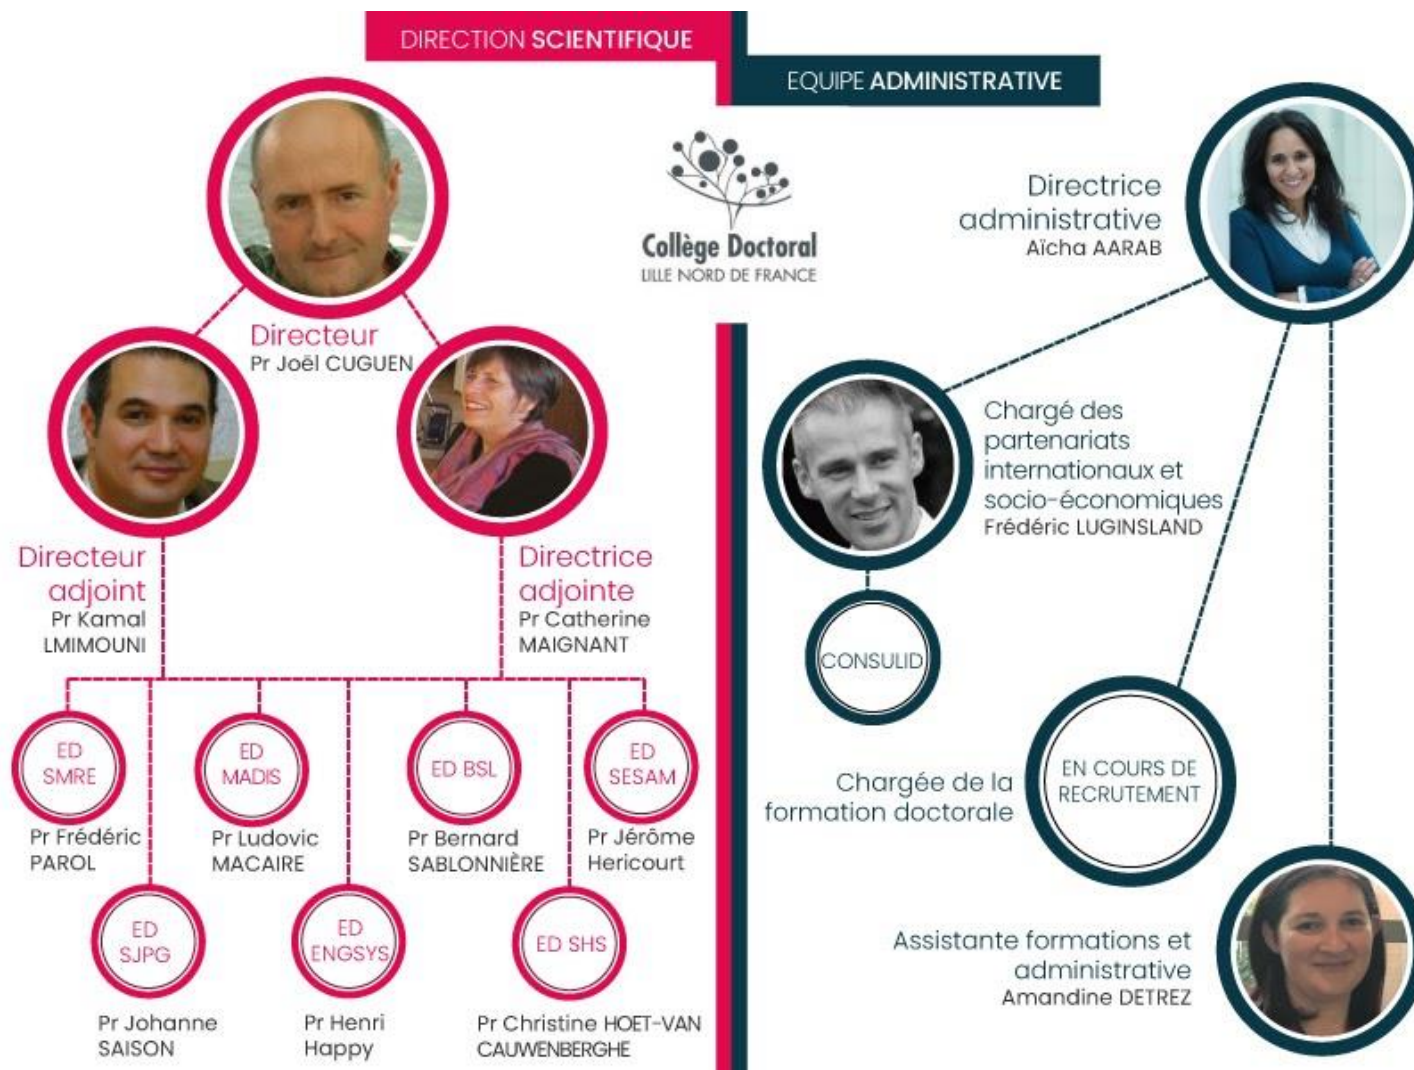 DIRECTION SCIENTIFIQUE
EQUIPE ADMINISTRATIVE
Collège Doctoral
LILLE NORD DE FRANCE
Directeur
Pr Joël CUGUEN
Directeur
adjoint
Pr Kamal
LMIMOUNI
Directrice
adjointe
Pr Catherine
MAIGNANT
ED
SMRE
Pr Frédéric
PAROL
ED
MADIS
Pr Ludovic
MACAIRE
ED BSL
Pr Bernard
SABLONNIÈRE
ED
SESAM
Pr Jérôme
Hericourt
ED
SJPG
Pr Johanne
SAISON
ED
ENGSYS
Pr Henri
Happy
ED SHS
Pr Christine HOET-VAN
CAUWENBERGHE
Directrice
administrative
Aïcha AARAB
Chargé des
partenariats
internationaux et
socio-économiques
Frédéric LUGINSLAND
CONSULID
Chargée de la
formation doctorale
EN COURS DE
RECRUTEMENT
Assistante formations et
administrative
Amandine DETREZ